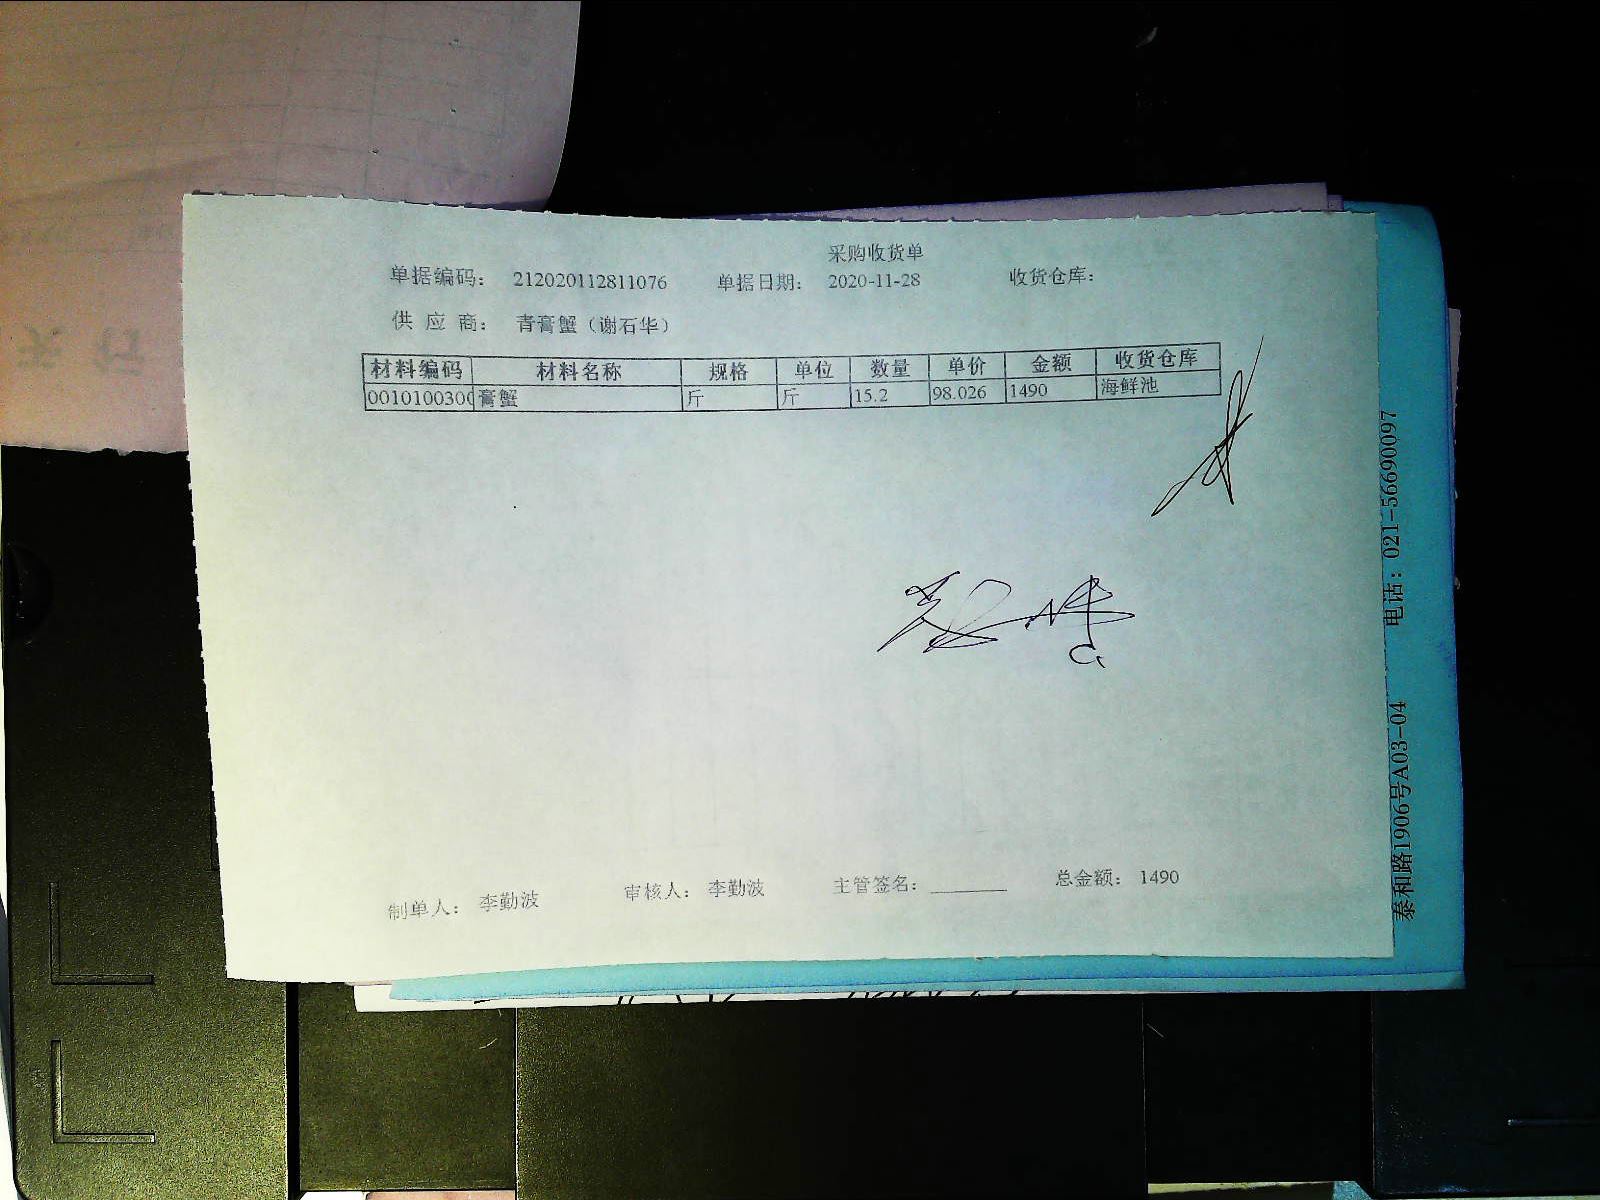 采购收货单
单据编码： 212020112811076 单据日期： 2020-11-28 收货仓库：
供 应 商： 青膏蟹（谢石华）
材料编码 材料名称 规格 单位 数量 单价 金额 收货仓库
0010100300 膏蟹 斤 斤 15.2 98.026 1490 海鲜池
制单人： 李勤波 审核人： 李勤波 主管签名： 总金额： 1490
泰和路1906号A03-04 电话：021-56690097